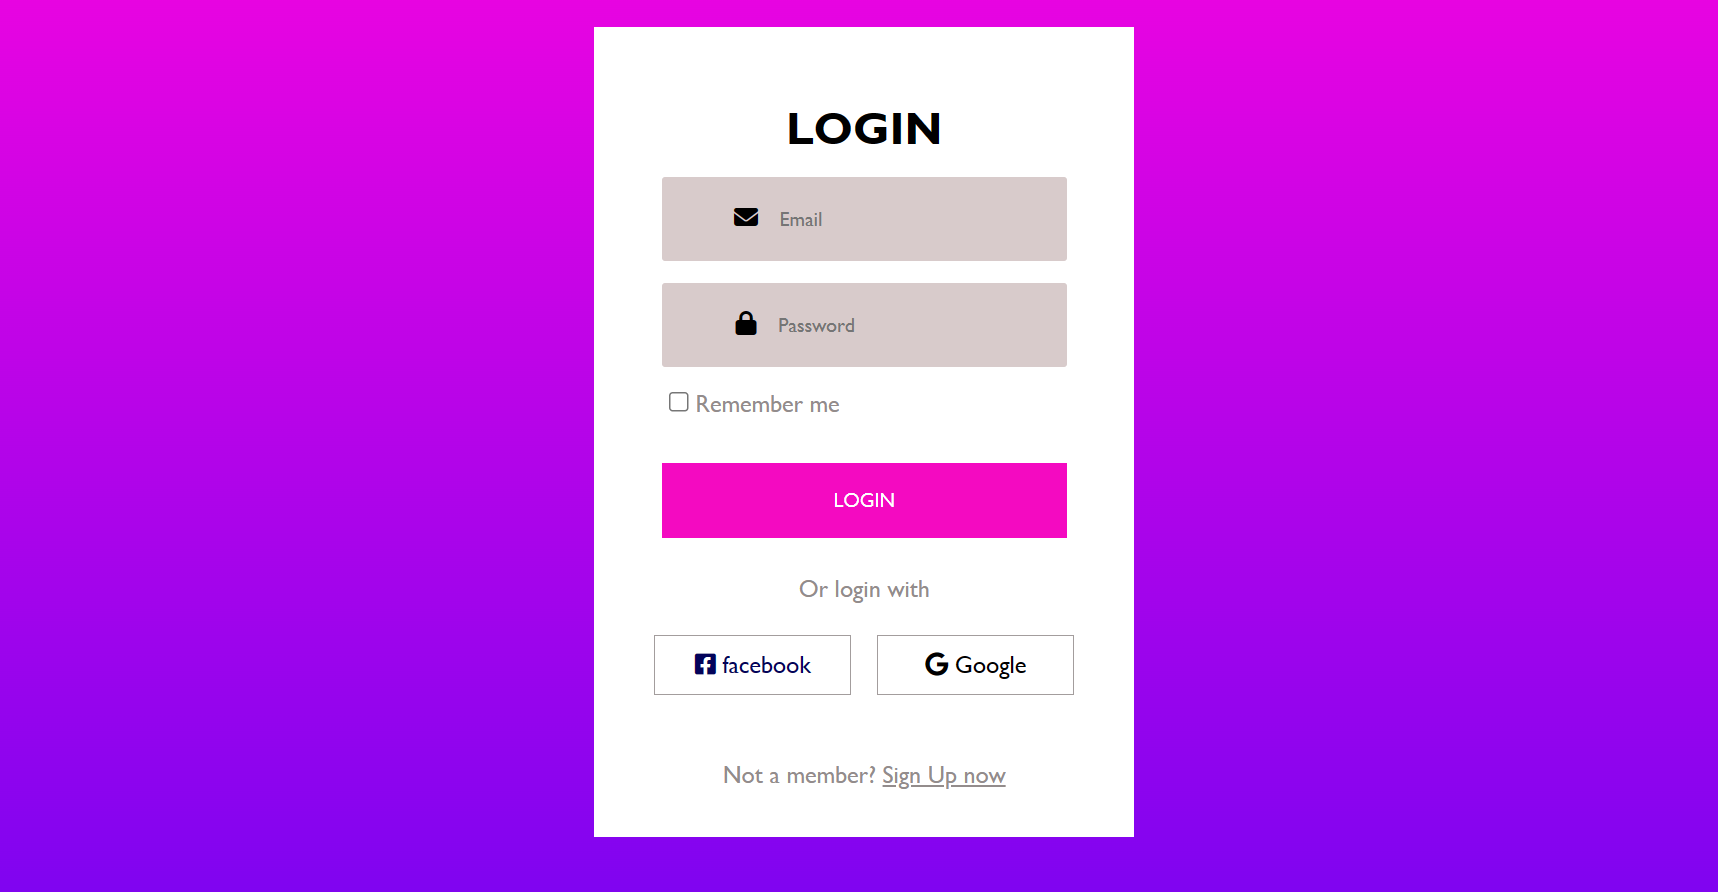 LOGIN
Email
Password
Remember me
LOGIN
Or login with
facebook
Google
Not a member? Sign Up now